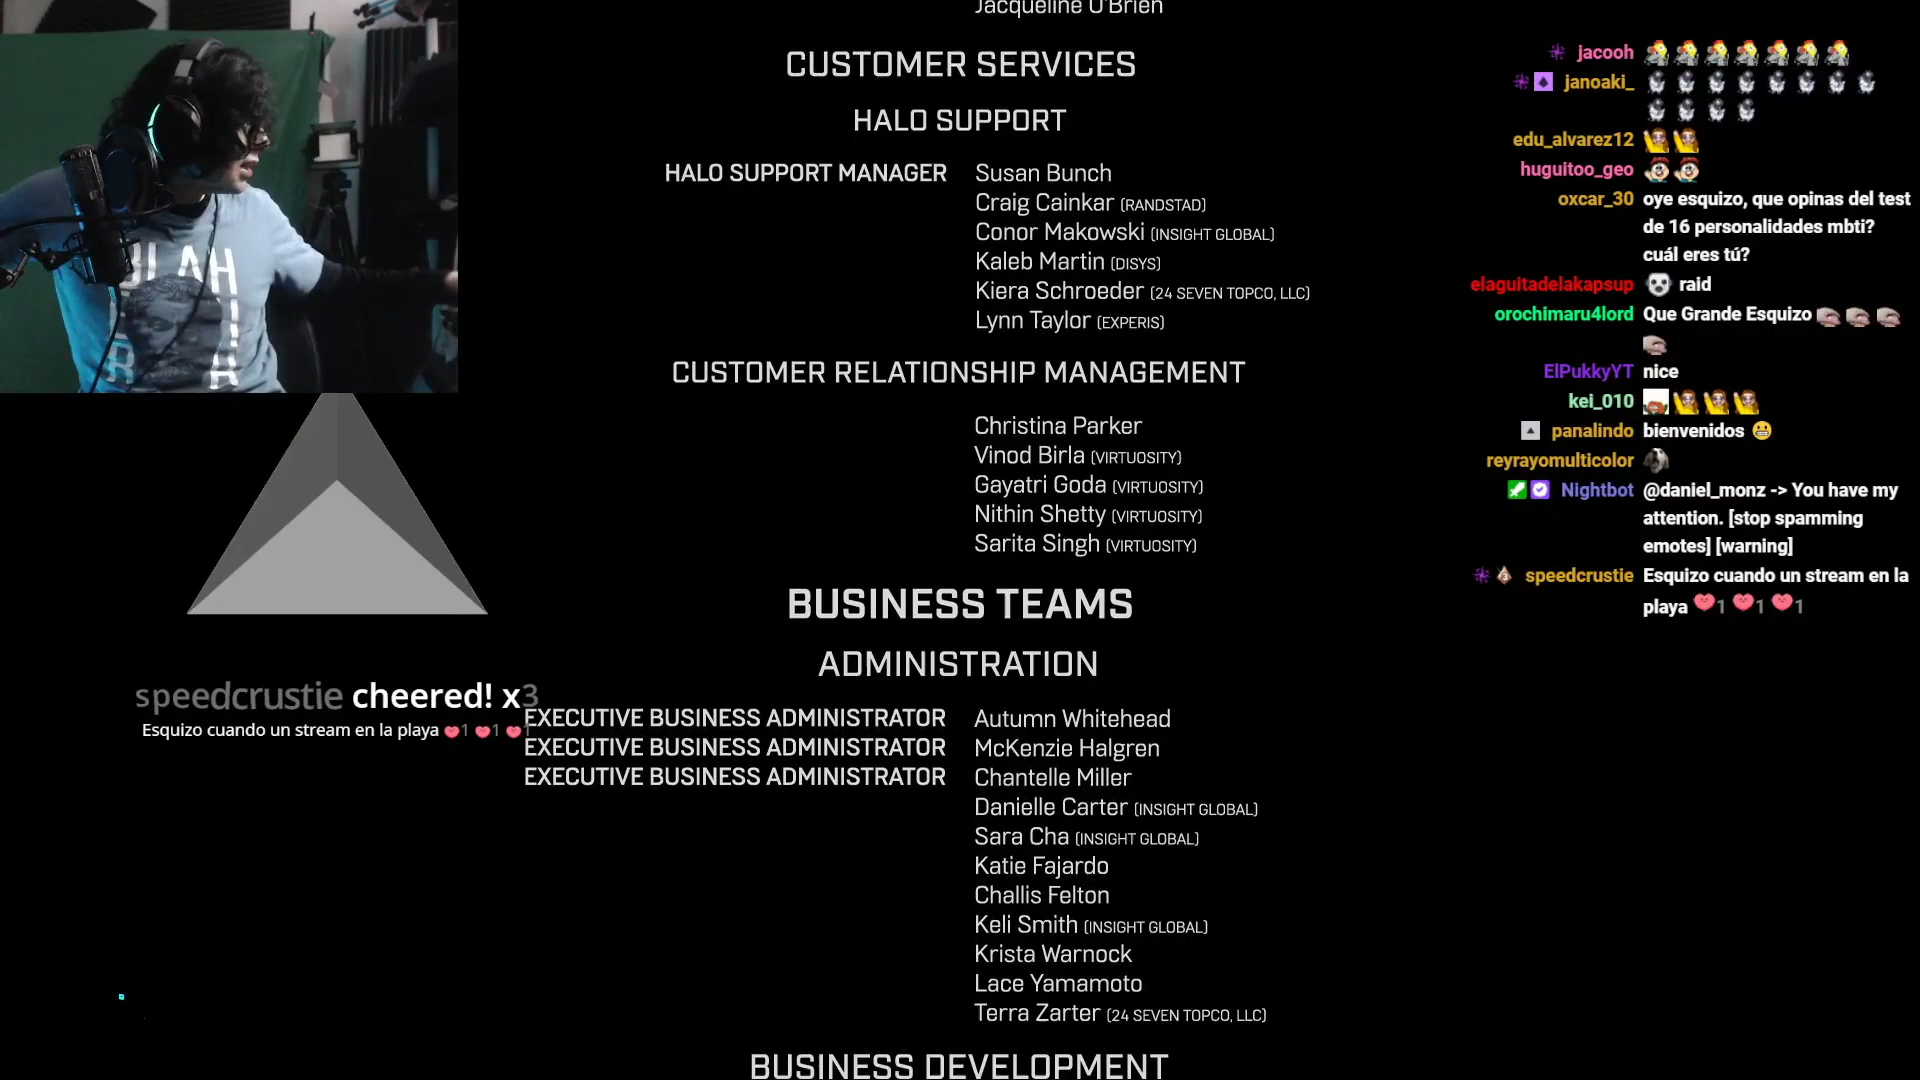 Jacqueline O'Brien
CUSTOMER SERVICES
HALO SUPPORT
HALO SUPPORT MANAGER Susan Bunch
Craig Cainkar (RANDSTAD)
Conor Makowski (INSIGHT GLOBAL)
Kaleb Martin (DISYS)
Kiera Schroeder (24 SEVEN TOPCO, LLC)
Lynn Taylor (EXPERIS)
CUSTOMER RELATIONSHIP MANAGEMENT
Christina Parker
Vinod Birla (VIRTUOSITY)
Gayatri Goda (VIRTUOSITY)
Nithin Shetty (VIRTUOSITY)
Sarita Singh (VIRTUOSITY)
BUSINESS TEAMS
ADMINISTRATION
EXECUTIVE BUSINESS ADMINISTRATOR Autumn Whitehead
EXECUTIVE BUSINESS ADMINISTRATOR McKenzie Halgren
EXECUTIVE BUSINESS ADMINISTRATOR Chantelle Miller
Danielle Carter (INSIGHT GLOBAL)
Sara Cha (INSIGHT GLOBAL)
Katie Fajardo
Challis Felton
Keli Smith (INSIGHT GLOBAL)
Krista Warnock
Lace Yamamoto
Terra Zarter (24 SEVEN TOPCO, LLC)
BUSINESS DEVELOPMENT
BLAH
speedcrustie cheered! x3
Esquizo cuando un stream en la playa 1 1 1
jacooh
janoaki_
edu_alvarez12
huguitoo_geo
oxcar_30 oye esquizo, que opinas del test
de 16 personalidades mbti?
cuál eres tú?
elaguitadelakapsup raid
orochimaru4lord Que Grande Esquizo
ElPukkyYT nice
kei_010
panalindo bienvenidos 😬
reyrayomulticolor
Nightbot @daniel_monz -> You have my
attention. [stop spamming
emotes] [warning]
speedcrustie Esquizo cuando un stream en la
playa 1 1 1